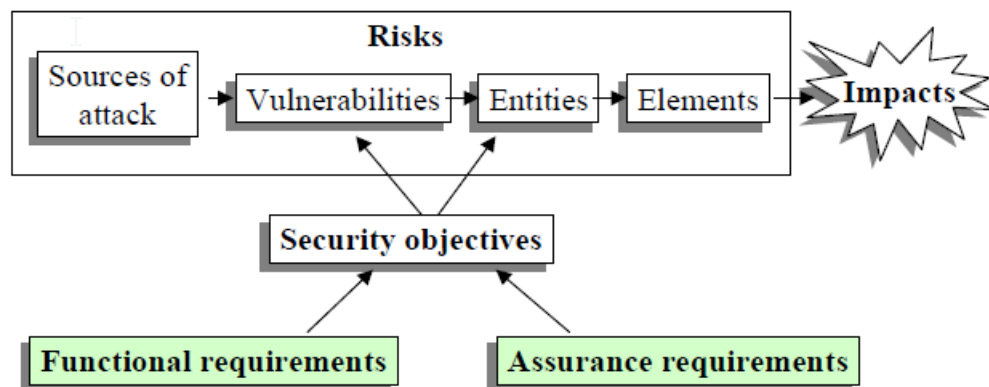 Risks
Sources of
attack
Vulnerabilities
Entities
Elements
Impacts
Security objectives
Functional requirements
Assurance requirements